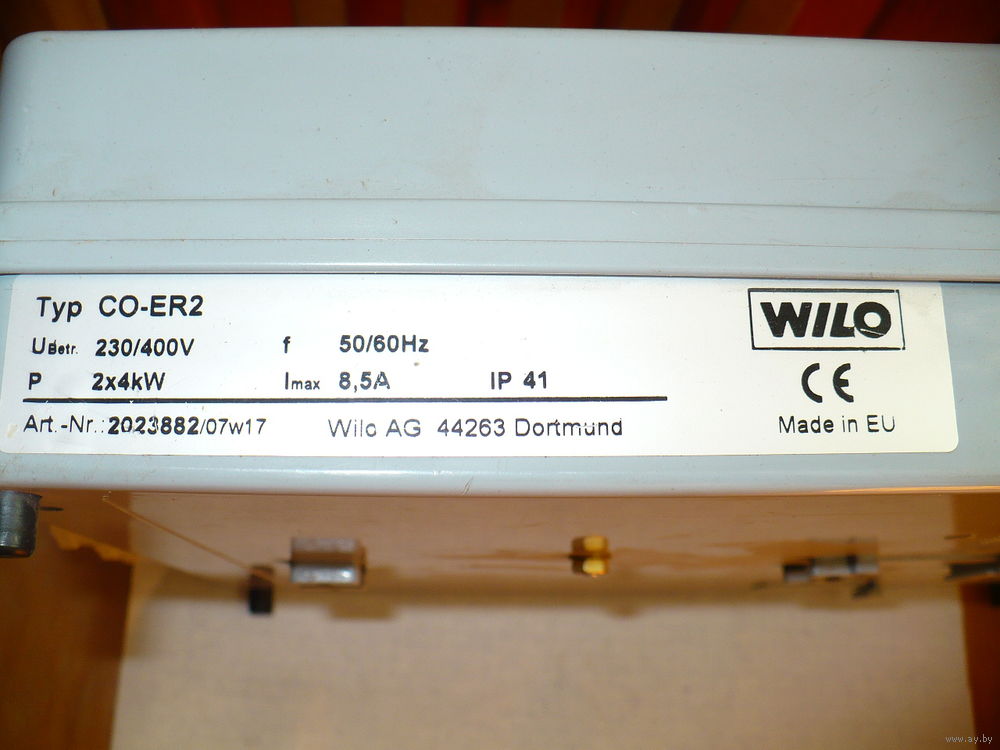 Typ CO-ER2
WILO
UBetr. 230/400V f 50/60Hz
P 2x4kW Imax 8,5A IP 41
CE
Art.-Nr.:2023882/07w17 Wilo AG 44263 Dortmund
Made in EU
www.ay.by